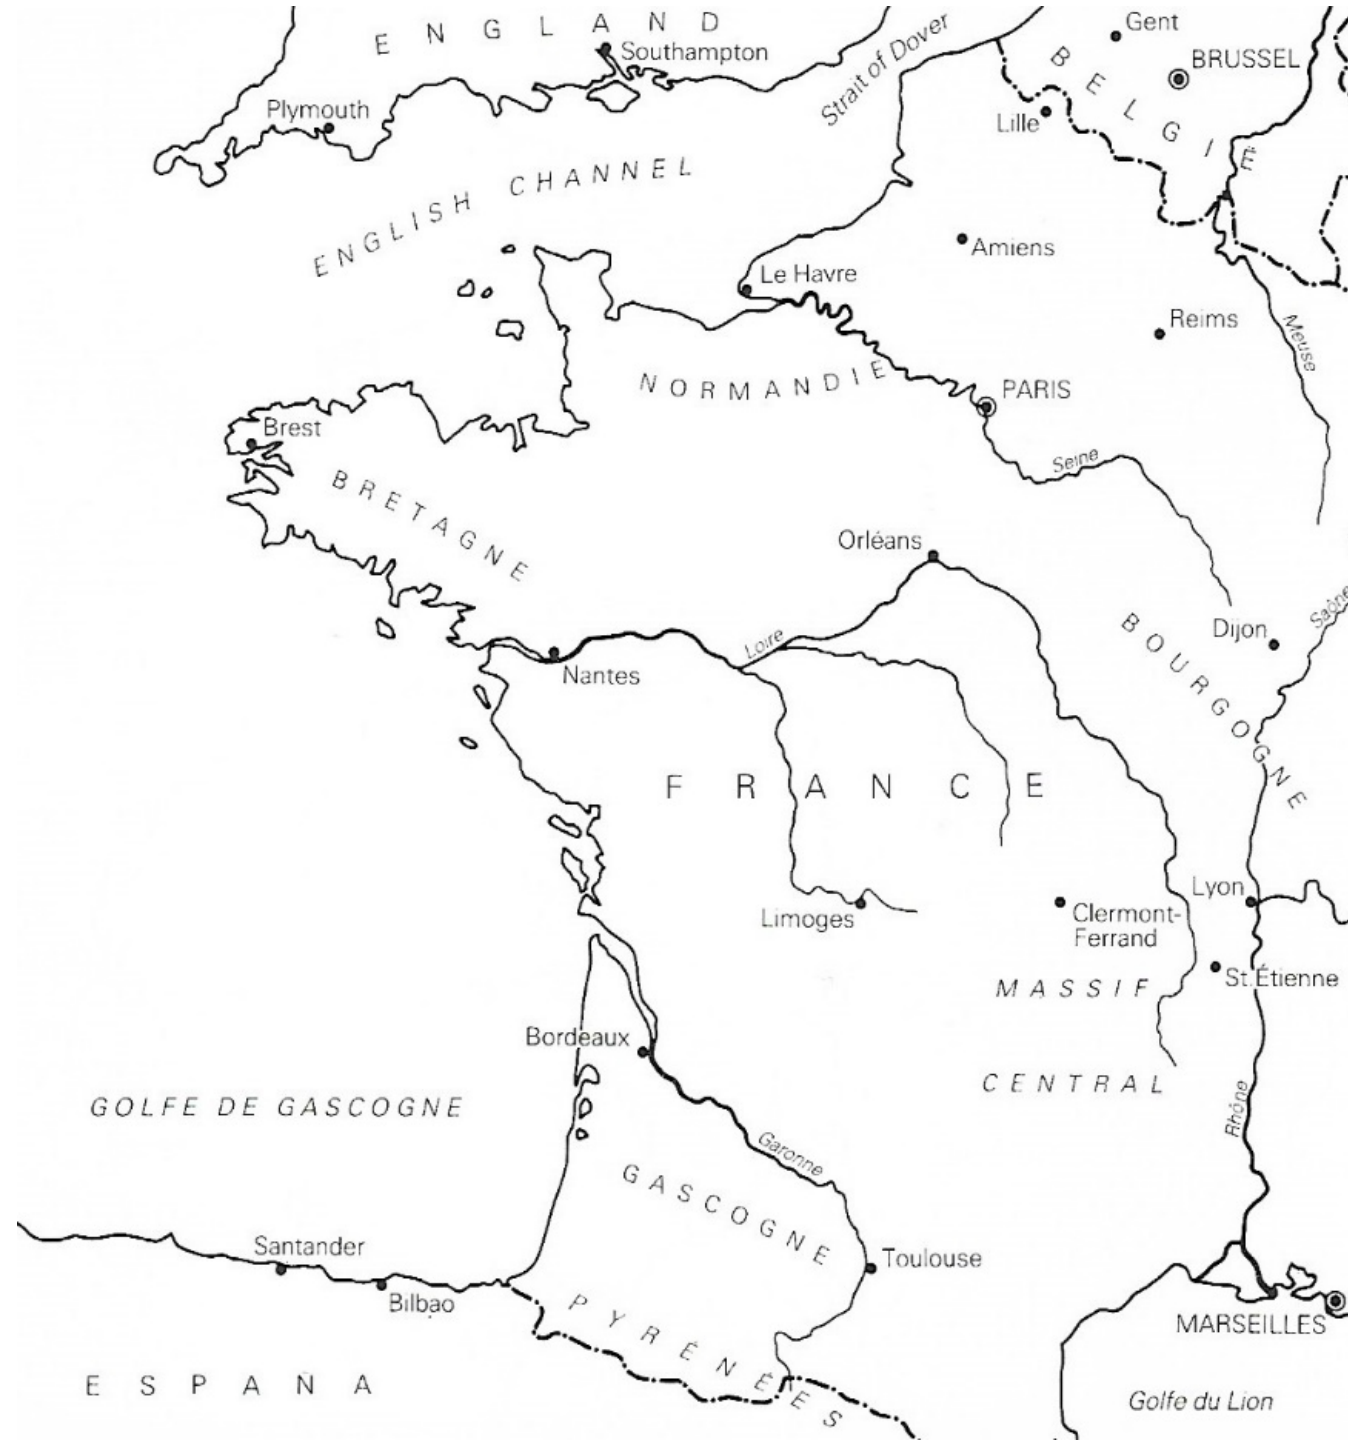 ENGLAND
Southampton
Strait of Dover
Gent
BRUSSEL
BELGIË
Plymouth
Lille
ENGLISH CHANNEL
Amiens
Le Havre
Reims
Meuse
NORMANDIE
PARIS
Brest
Seine
BRETAGNE
Orléans
Saône
BOURGOGNE
Dijon
Loire
Nantes
FRANCE
Lyon
Limoges
Clermont-
Ferrand
St.Étienne
MASSIF
CENTRAL
Bordeaux
GOLFE DE GASCOGNE
Rhône
Garonne
GASCOGNE
Santander
Toulouse
Bilbao
PYRÉNÉES
MARSEILLES
ESPAÑA
Golfe du Lion